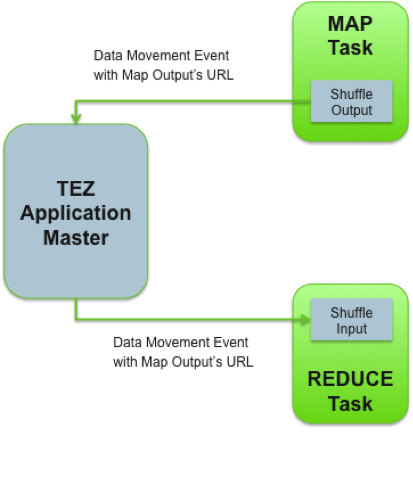 MAP
Task
Shuffle
Output
Data Movement Event
with Map Output's URL
TEZ
Application
Master
Data Movement Event
with Map Output's URL
Shuffle
Input
REDUCE
Task